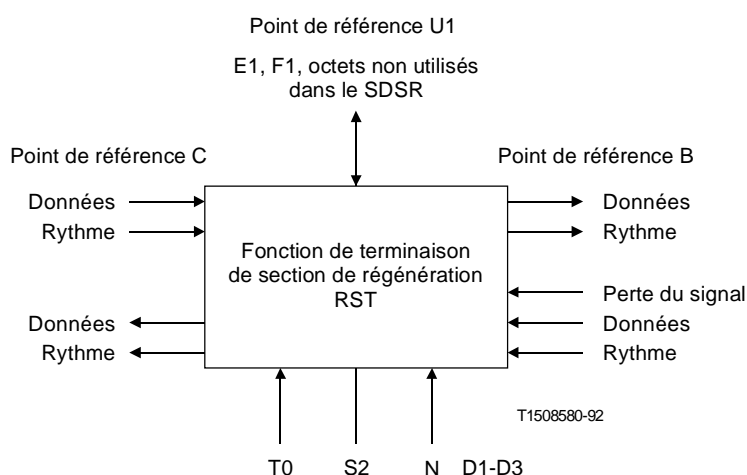 Point de référence U1
E1, F1, octets non utilisés
dans le SDSR
Point de référence C
Point de référence B
Données
Rythme
Données
Rythme
Fonction de terminaison
de section de régénération
RST
Perte du signal
Données
Rythme
Données
Rythme
T1508580-92
T0 S2 N D1-D3